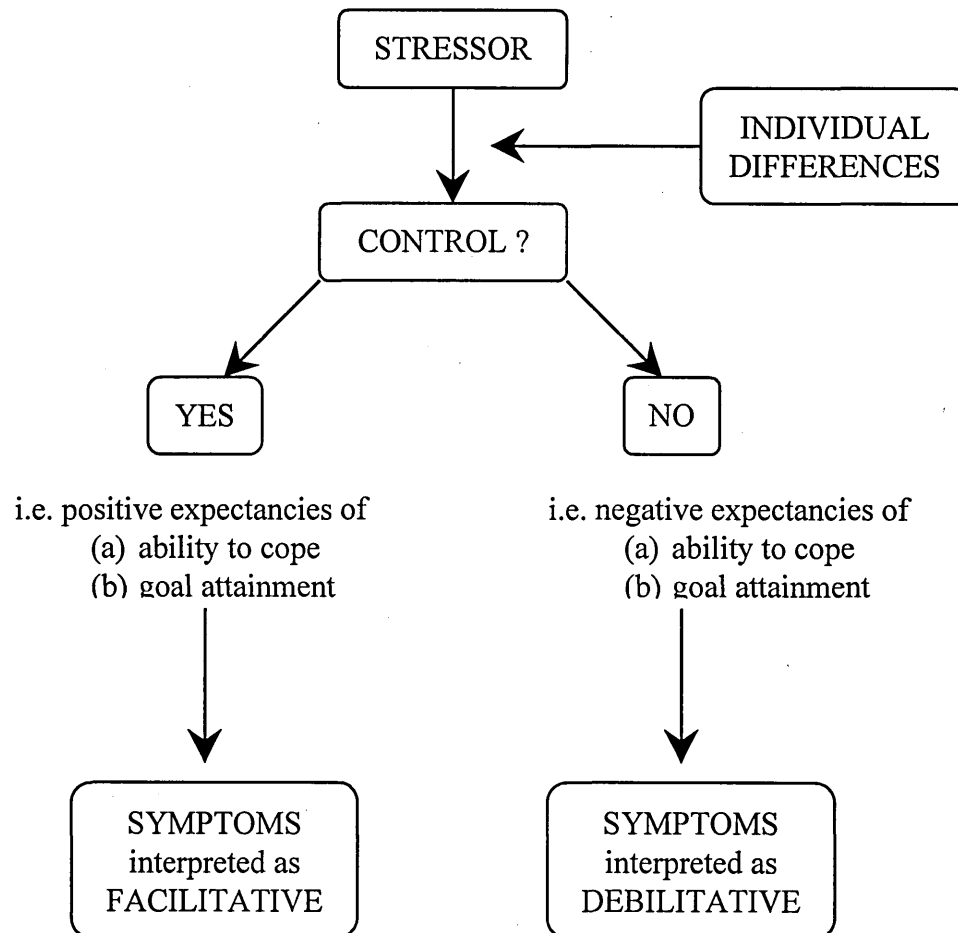 STRESSOR
INDIVIDUAL
DIFFERENCES
CONTROL ?
YES
NO
i.e. positive expectancies of
(a) ability to cope
(b) goal attainment
i.e. negative expectancies of
(a) ability to cope
(b) goal attainment
SYMPTOMS
interpreted as
FACILITATIVE
SYMPTOMS
interpreted as
DEBILITATIVE